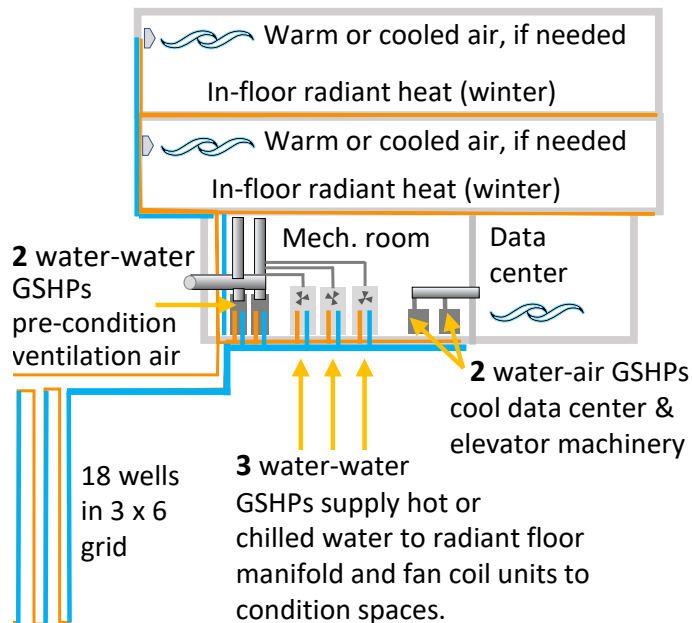 Warm or cooled air, if needed
In-floor radiant heat (winter)
Warm or cooled air, if needed
In-floor radiant heat (winter)
Mech. room
Data
center
2 water-water
GSHPs
pre-condition
ventilation air
2 water-air GSHPs
cool data center &
elevator machinery
18 wells
in 3 x 6
grid
3 water-water
GSHPs supply hot or
chilled water to radiant floor
manifold and fan coil units to
condition spaces.